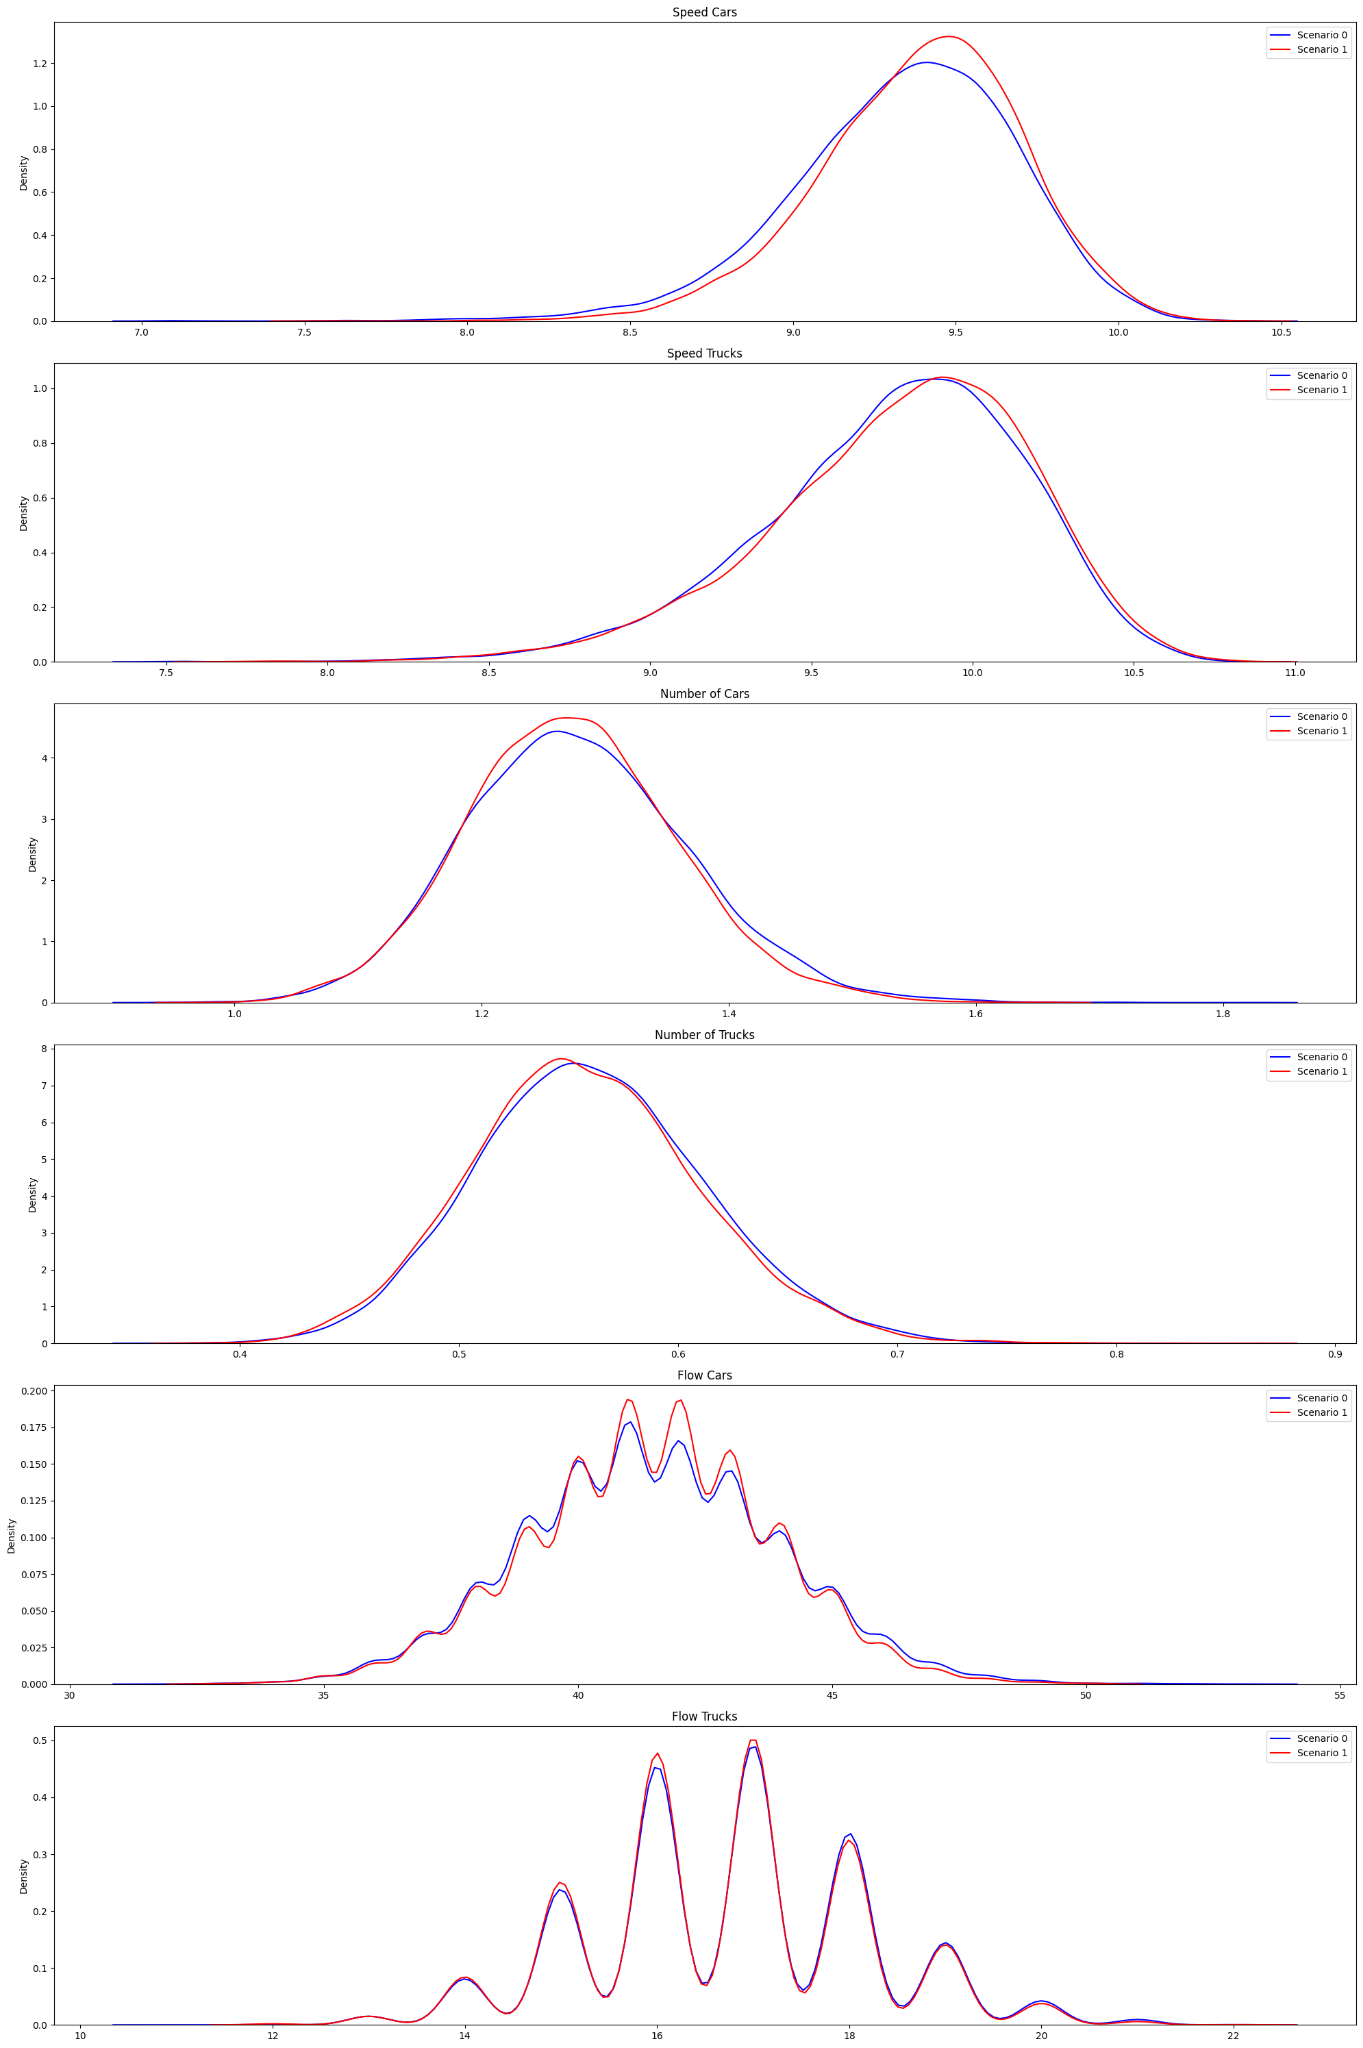 Speed Cars
Scenario 0
Scenario 1
Density
1.2
1.0
0.8
0.6
0.4
0.2
0.0
7.0 7.5 8.0 8.5 9.0 9.5 10.0 10.5
Speed Trucks
Scenario 0
Scenario 1
Density
1.0
0.8
0.6
0.4
0.2
0.0
7.5 8.0 8.5 9.0 9.5 10.0 10.5 11.0
Number of Cars
Scenario 0
Scenario 1
Density
4
3
2
1
0
1.0 1.2 1.4 1.6 1.8
Number of Trucks
Scenario 0
Scenario 1
Density
8
7
6
5
4
3
2
1
0
0.4 0.5 0.6 0.7 0.8 0.9
Flow Cars
Scenario 0
Scenario 1
Density
0.200
0.175
0.150
0.125
0.100
0.075
0.050
0.025
0.000
30 35 40 45 50 55
Flow Trucks
Scenario 0
Scenario 1
Density
0.5
0.4
0.3
0.2
0.1
0.0
10 12 14 16 18 20 22